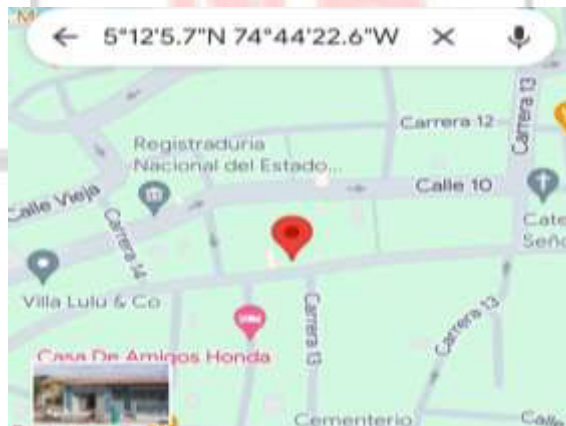 5°12'5.7"N 74°44'22.6"W
Carrera 13
Carrera 12
Registraduria
Nacional del Estado...
Calle 10
Calle Vieja
Carrera 14
Cate
Seño
Villa Lulu & Co
Carrera 13
Carrera 13
Casa De Amigos Honda
Cementerio
Calle